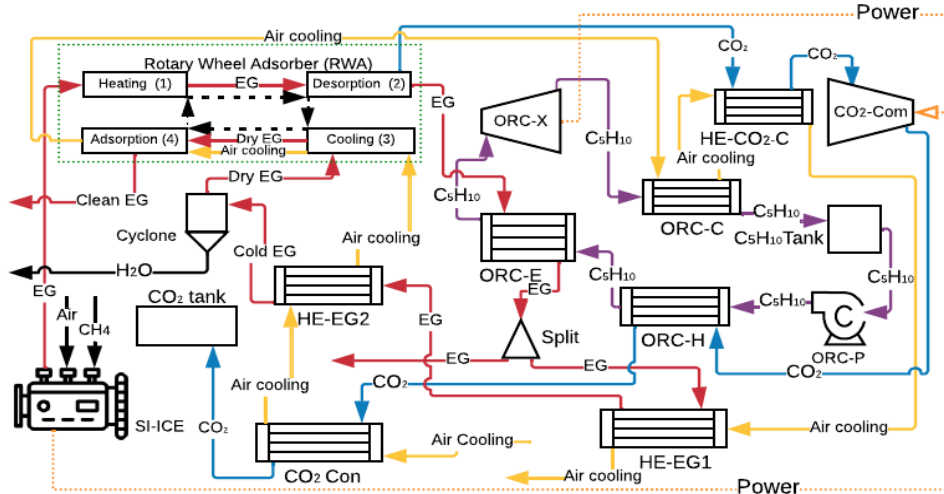 Power
Air cooling
CO₂
CO₂
Rotary Wheel Adsorber (RWA)
Heating (1)
EG
Desorption (2)
EG
ORC-X
HE-CO₂-C
CO₂-Com
Adsorption (4)
Dry EG
Cooling (3)
Air cooling
C₅H₁₀
Air cooling
Dry EG
Clean EG
C₅H₁₀
ORC-C
C₅H₁₀
C₅H₁₀ Tank
Cyclone
Air cooling
Cold EG
ORC-E
C₅H₁₀
C₅H₁₀
H₂O
EG
EG
CO₂ tank
HE-EG2
C₅H₁₀
Air
CH₄
EG
Split
ORC-H
ORC-P
EG
EG
CO₂
Air cooling
CO₂
SI-ICE
CO₂
Air Cooling
Air cooling
CO₂ Con
HE-EG1
Air cooling
Power